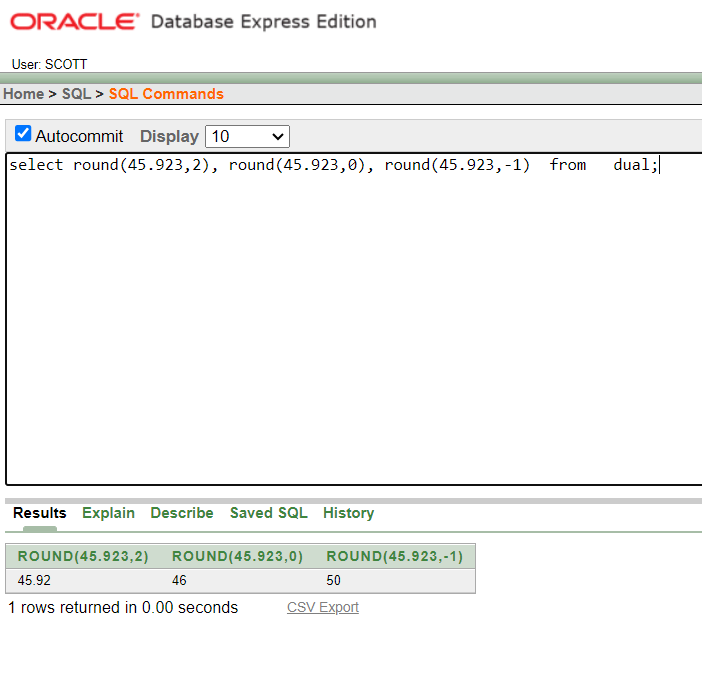 ORACLE Database Express Edition
User: SCOTT
Home > SQL > SQL Commands
Autocommit Display 10
select round(45.923,2), round(45.923,0), round(45.923,-1)  from   dual;
Results Explain Describe Saved SQL History
ROUND(45.923,2) ROUND(45.923,0) ROUND(45.923,-1)
45.92 46 50
1 rows returned in 0.00 seconds CSV Export